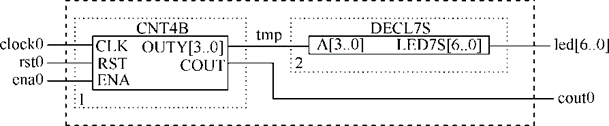 CNT4B
DECL7S
clock0
CLK OUTY[3..0]
tmp
A[3..0] LED7S[6..0]
led[6..0]
rst0
RST COUT
2
ena0
ENA
1
cout0